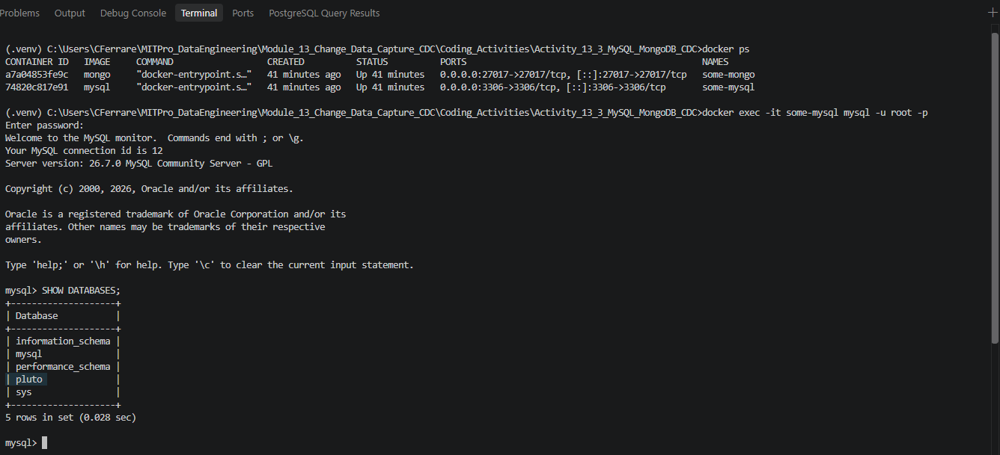 Problems Output Debug Console Terminal Ports PostgreSQL Query Results
(.venv) C:\Users\CFerrare\MITPro_DataEngineering\Module_13_Change_Data_Capture_CDC\Coding_Activities\Activity_13_3_MySQL_MongoDB_CDC>docker ps
CONTAINER ID   IMAGE     COMMAND                  CREATED          STATUS          PORTS                                             NAMES
a7a04853fe9c   mongo     "docker-entrypoint.s…"   41 minutes ago   Up 41 minutes   0.0.0.0:27017->27017/tcp, [::]:27017->27017/tcp   some-mongo
74820c817e91   mysql     "docker-entrypoint.s…"   41 minutes ago   Up 41 minutes   0.0.0.0:3306->3306/tcp, [::]:3306->3306/tcp       some-mysql
(.venv) C:\Users\CFerrare\MITPro_DataEngineering\Module_13_Change_Data_Capture_CDC\Coding_Activities\Activity_13_3_MySQL_MongoDB_CDC>docker exec -it some-mysql mysql -u root -p
Enter password:
Welcome to the MySQL monitor.  Commands end with ; or \g.
Your MySQL connection id is 12
Server version: 26.7.0 MySQL Community Server - GPL
Copyright (c) 2000, 2026, Oracle and/or its affiliates.
Oracle is a registered trademark of Oracle Corporation and/or its
affiliates. Other names may be trademarks of their respective
owners.
Type 'help;' or '\h' for help. Type '\c' to clear the current input statement.
mysql> SHOW DATABASES;
+--------------------+
| Database           |
+--------------------+
| information_schema |
| mysql              |
| performance_schema |
| pluto              |
| sys                |
+--------------------+
5 rows in set (0.028 sec)
mysql>